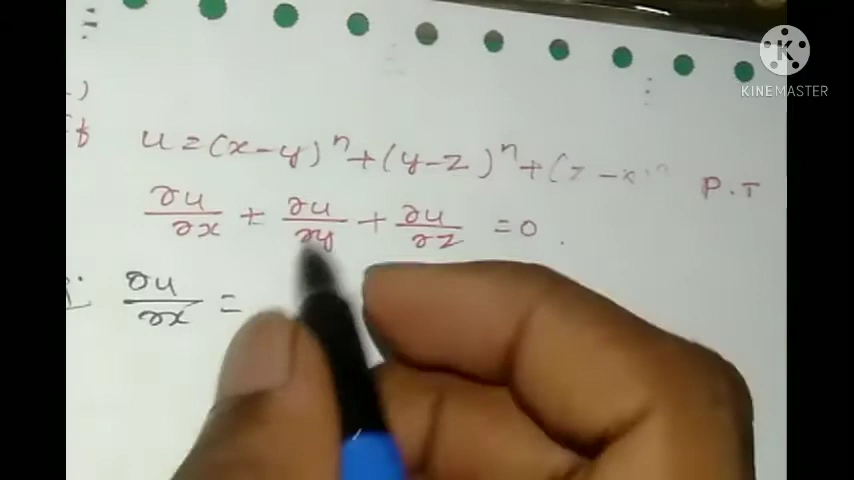 KINEMASTER
If u = (x-y)ⁿ + (y-z)ⁿ + (z-x)ⁿ P.T
∂u/∂x + ∂u/∂y + ∂u/∂z = 0.
∂u/∂x =